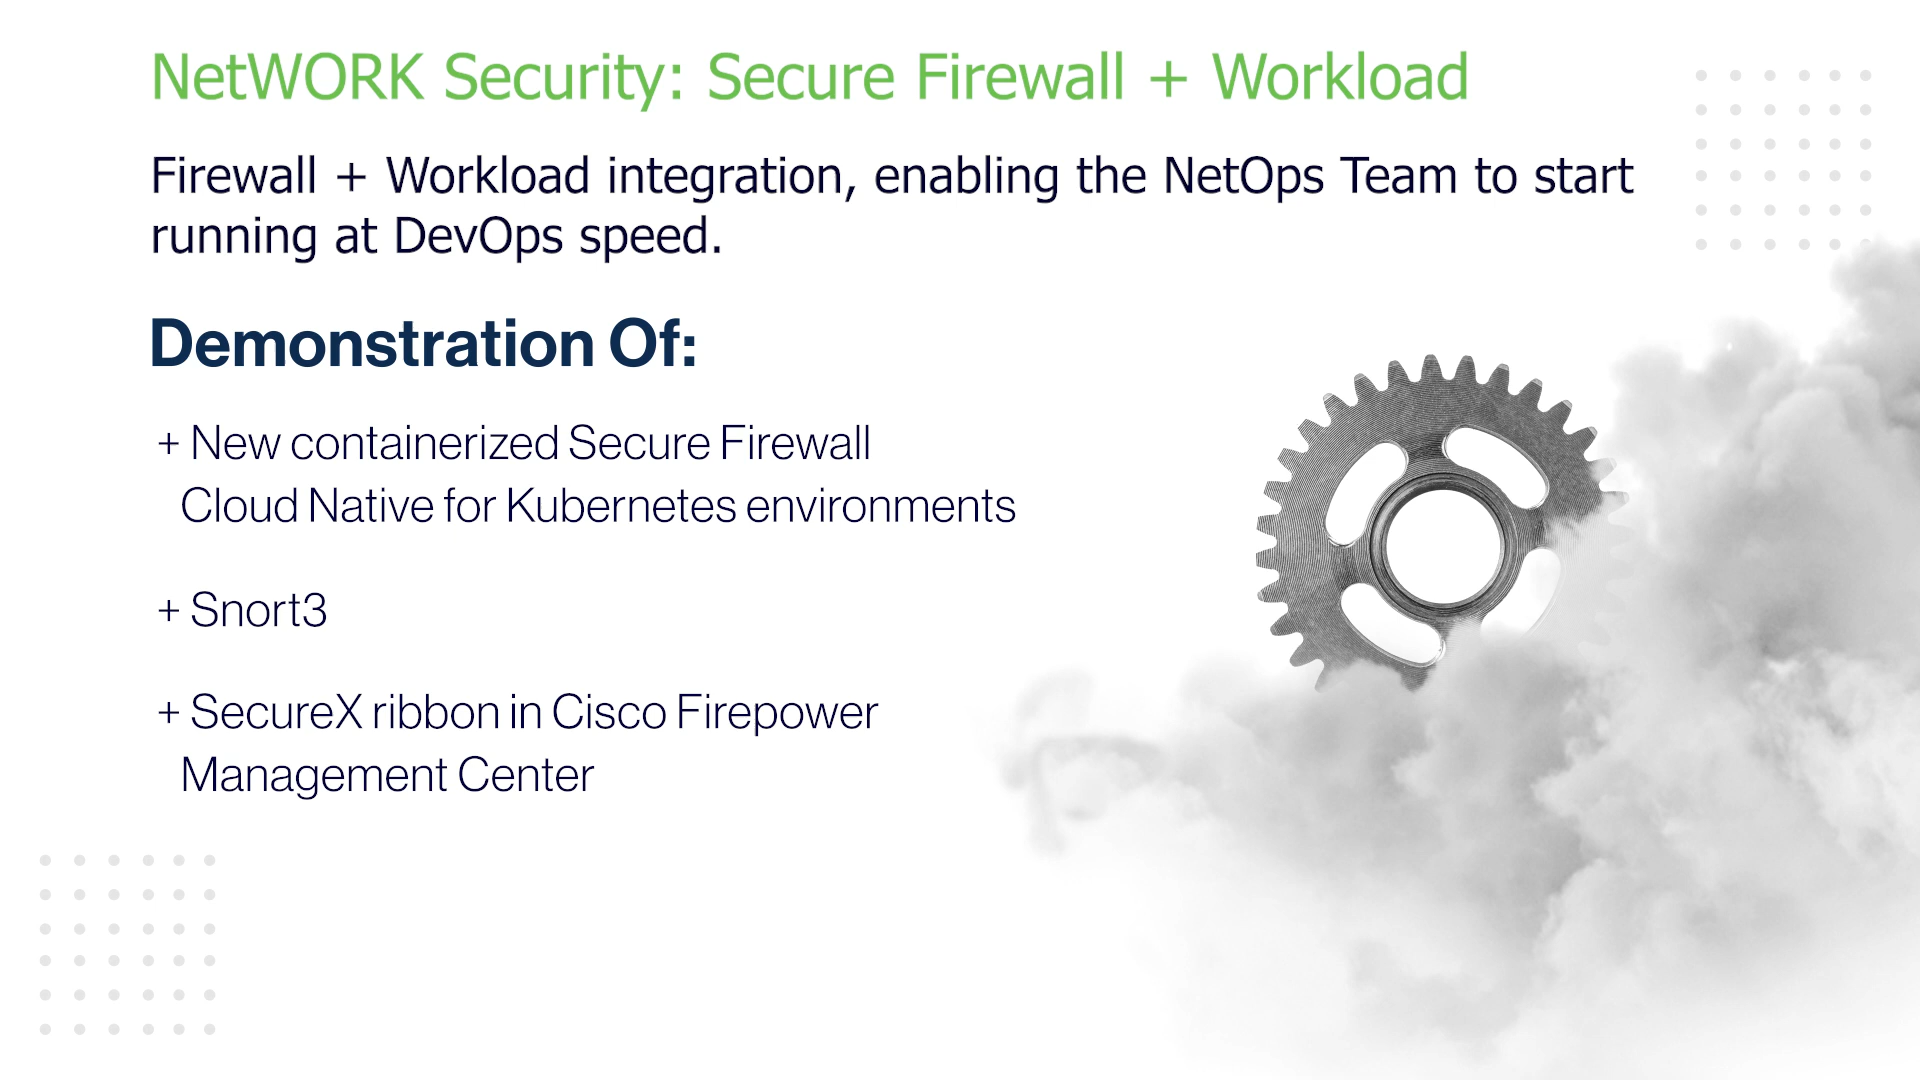 NetWORK Security: Secure Firewall + Workload
Firewall + Workload integration, enabling the NetOps Team to start
running at DevOps speed.
Demonstration Of:
+ New containerized Secure Firewall
Cloud Native for Kubernetes environments
+ Snort3
+ SecureX ribbon in Cisco Firepower
Management Center